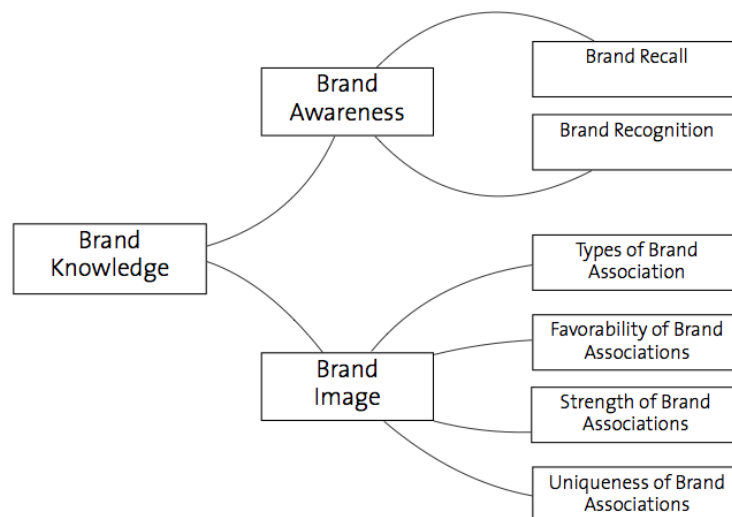 Brand Recall
Brand
Awareness
Brand Recognition
Brand
Knowledge
Types of Brand
Association
Favorability of Brand
Associations
Brand
Image
Strength of Brand
Associations
Uniqueness of Brand
Associations